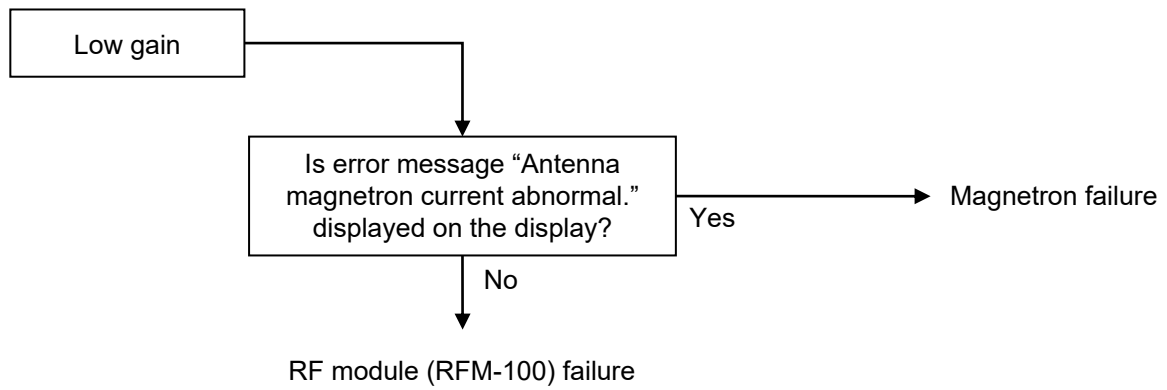 Low gain
Is error message “Antenna
magnetron current abnormal.”
displayed on the display?
Yes
Magnetron failure
No
RF module (RFM-100) failure